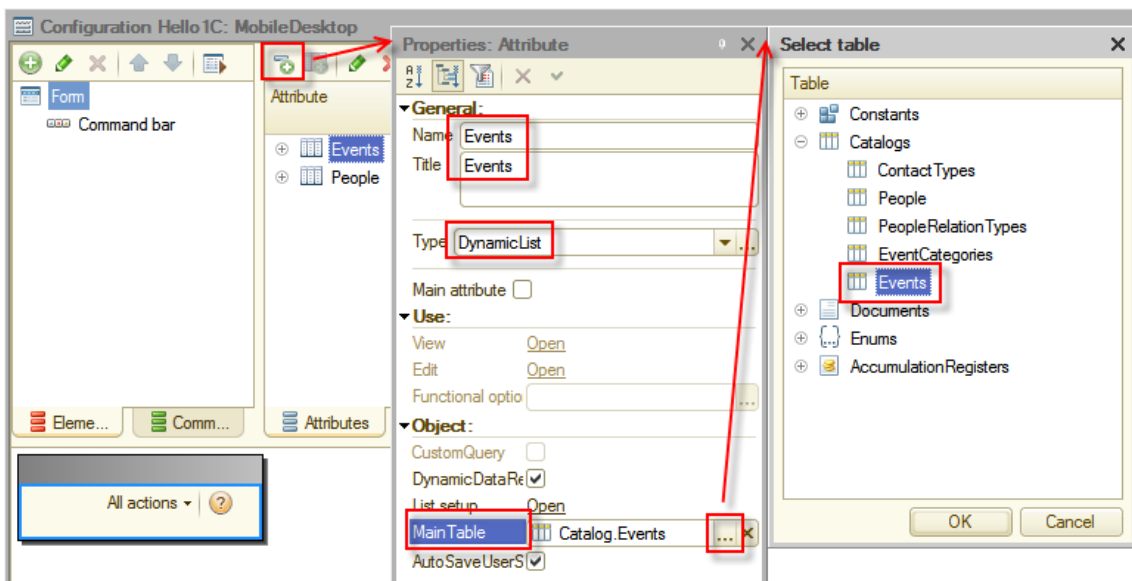 Configuration Hello1C: MobileDesktop
Form
Command bar
Eleme...
Comm...
Attribute
Events
People
Attributes
All actions
?
Properties: Attribute
General:
Name Events
Title Events
Type DynamicList
...
Main attribute
Use:
View Open
Edit Open
Functional optio
...
Object:
CustomQuery
DynamicDataRe
List setup Open
MainTable Catalog.Events ...
AutoSaveUserS
Select table
Table
Constants
Catalogs
ContactTypes
People
PeopleRelationTypes
EventCategories
Events
Documents
Enums
AccumulationRegisters
OK Cancel